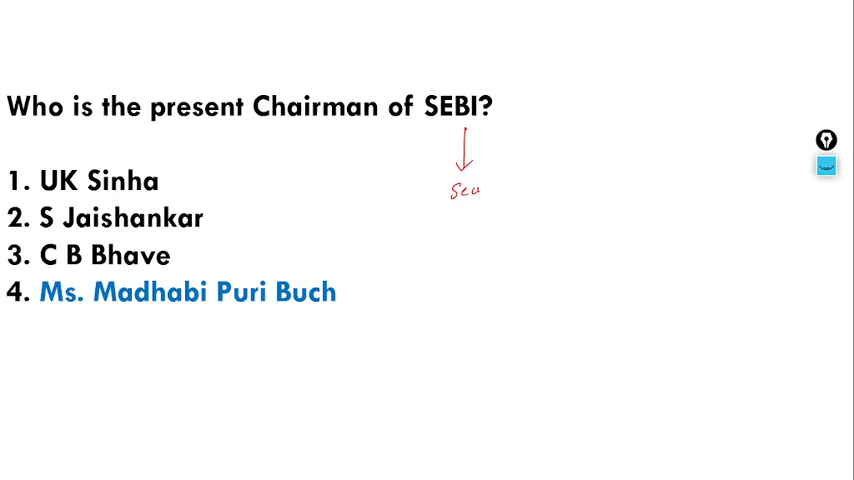 Who is the present Chairman of SEBI?
Sec
1. UK Sinha
2. S Jaishankar
3. C B Bhave
4. Ms. Madhabi Puri Buch